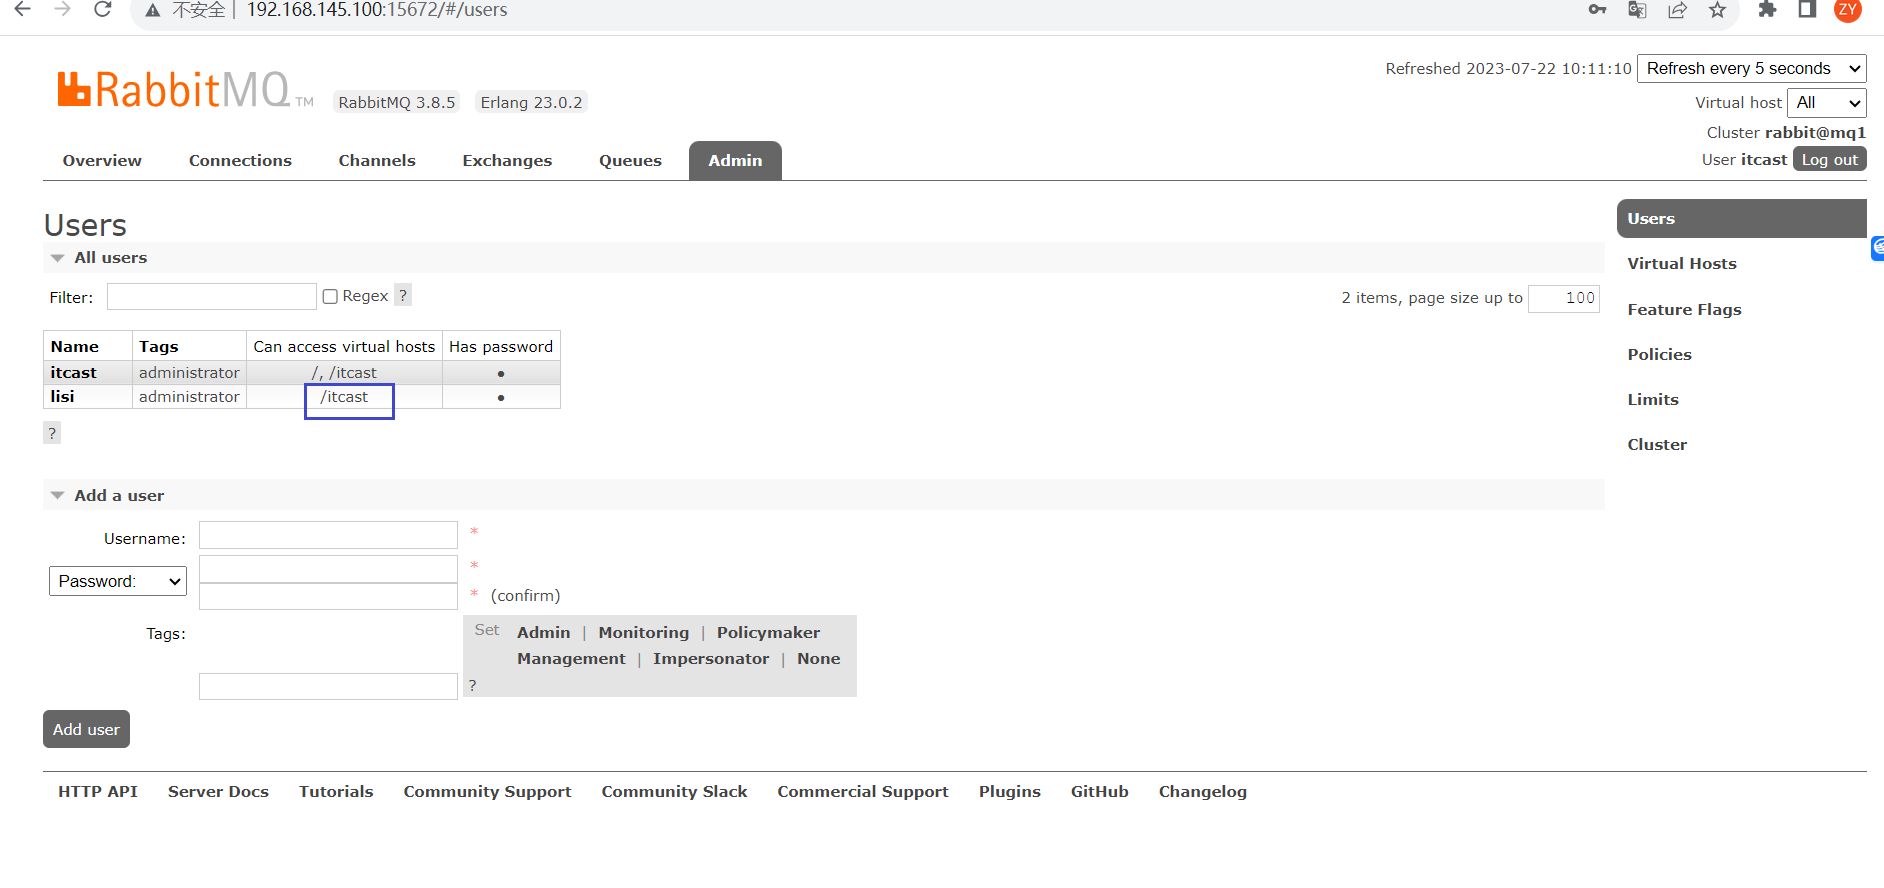 不安全 192.168.145.100:15672/#/users
ZY
RabbitMQ TM RabbitMQ 3.8.5 Erlang 23.0.2
Refreshed 2023-07-22 10:11:10 Refresh every 5 seconds
Virtual host All
Cluster rabbit@mq1
User itcast Log out
Overview Connections Channels Exchanges Queues Admin
Users
All users
Filter: Regex ?
2 items, page size up to 100
Name Tags Can access virtual hosts Has password
itcast administrator /, /itcast ●
lisi administrator /itcast ●
?
Add a user
Username: *
Password: *
* (confirm)
Tags:
Set Admin | Monitoring | Policymaker
Management | Impersonator | None
?
Add user
Users
Virtual Hosts
Feature Flags
Policies
Limits
Cluster
HTTP API Server Docs Tutorials Community Support Community Slack Commercial Support Plugins GitHub Changelog